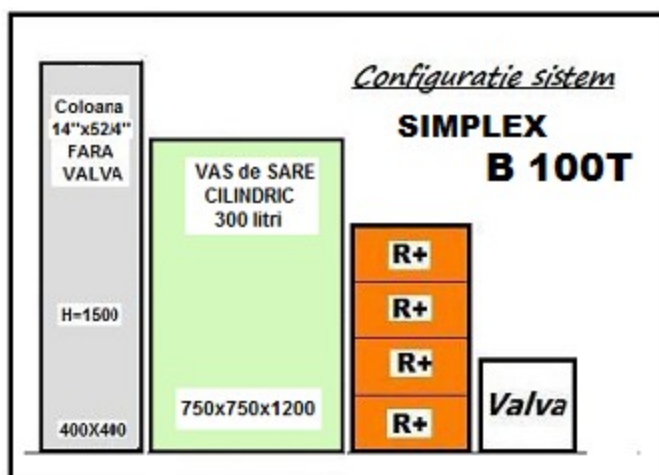 Configuratie sistem
SIMPLEX
B 100T
Coloana
14"x52/4"
FARA
VALVA
H=1500
400X400
VAS de SARE
CILINDRIC
300 litri
750x750x1200
R+
R+
R+
R+
Valva